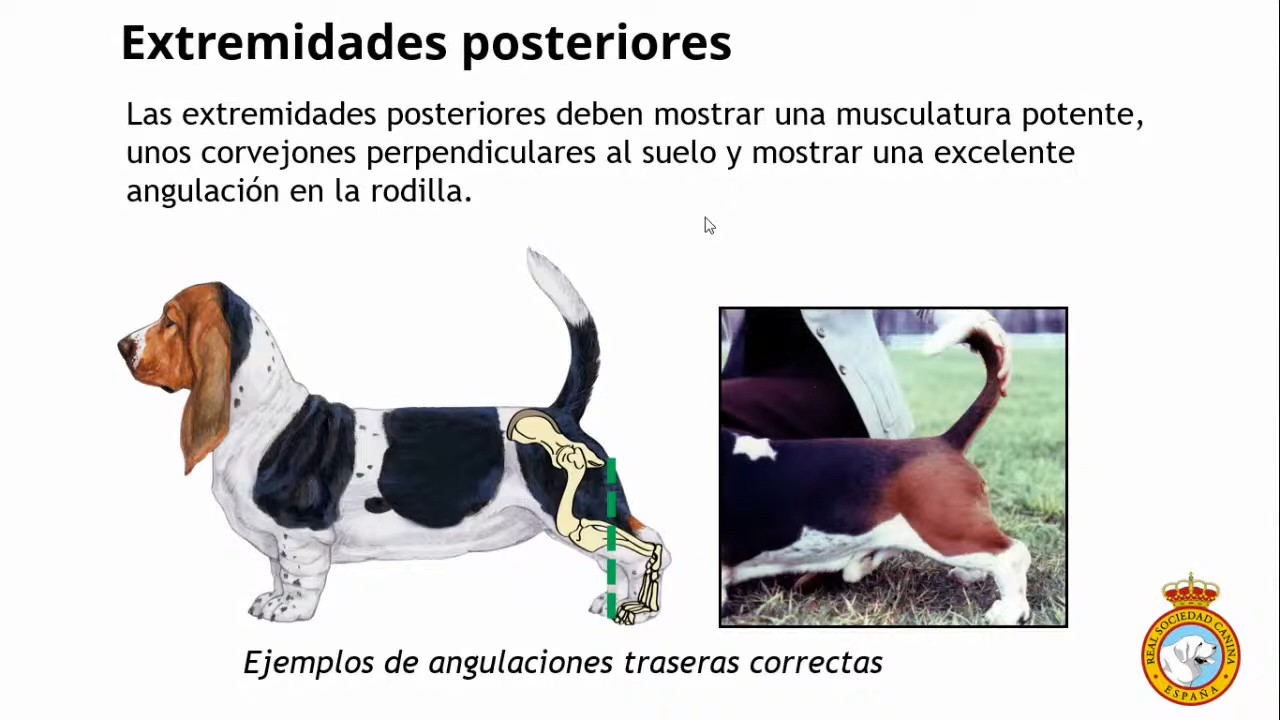 Extremidades posteriores
Las extremidades posteriores deben mostrar una musculatura potente,
unos corvejones perpendiculares al suelo y mostrar una excelente
angulación en la rodilla.
Ejemplos de angulaciones traseras correctas
REAL SOCIEDAD CANINA
· ESPAÑA ·